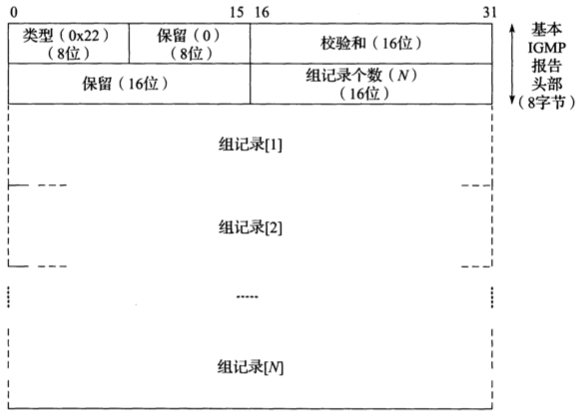 0 15 16 31
类型（0x22） 保留（0） 校验和（16位）
（8位） （8位）
保留（16位） 组记录个数（N）
（16位）
基本
IGMP
报告
头部
（8字节）
组记录[1]
组记录[2]
组记录[N]